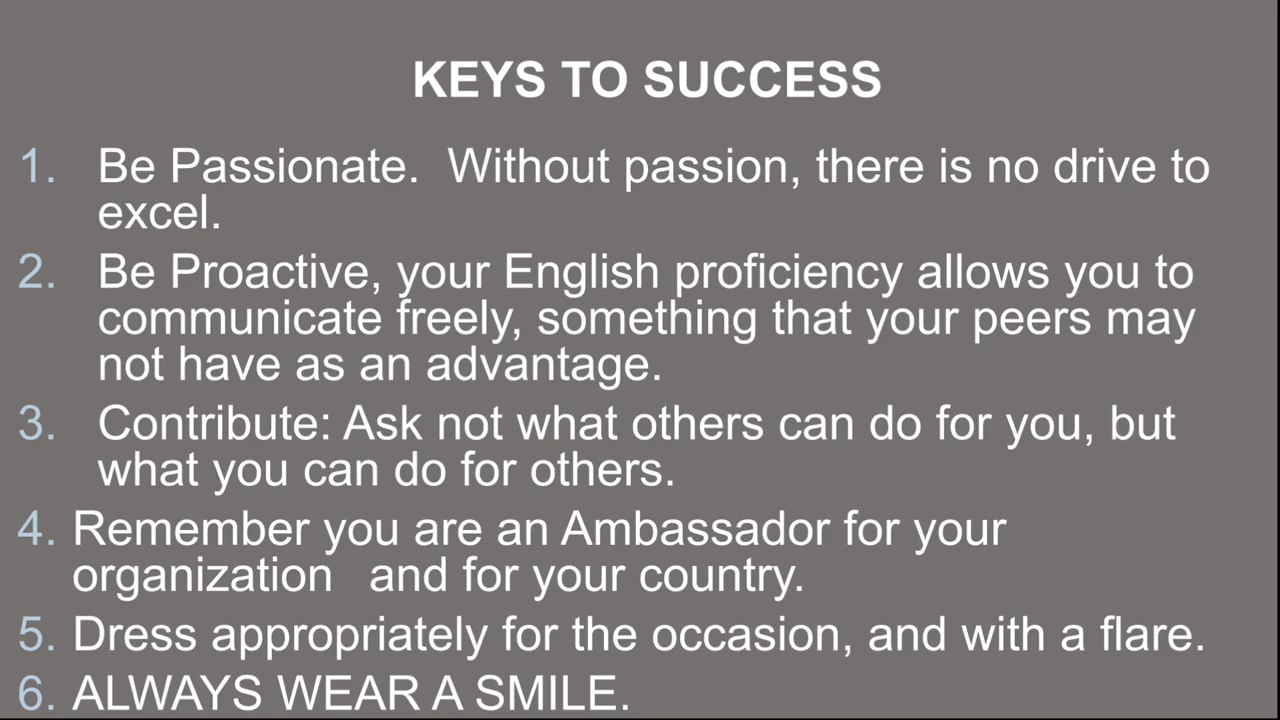 KEYS TO SUCCESS
1. Be Passionate.  Without passion, there is no drive to
excel.
2. Be Proactive, your English proficiency allows you to
communicate freely, something that your peers may
not have as an advantage.
3. Contribute: Ask not what others can do for you, but
what you can do for others.
4. Remember you are an Ambassador for your
organization   and for your country.
5. Dress appropriately for the occasion, and with a flare.
6. ALWAYS WEAR A SMILE.